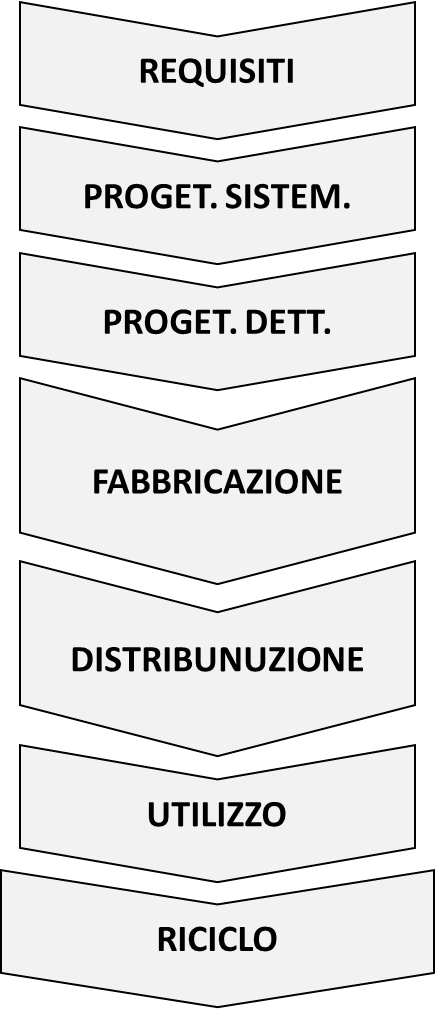 REQUISITI
PROGET. SISTEM.
PROGET. DETT.
FABBRICAZIONE
DISTRIBUNUZIONE
UTILIZZO
RICICLO